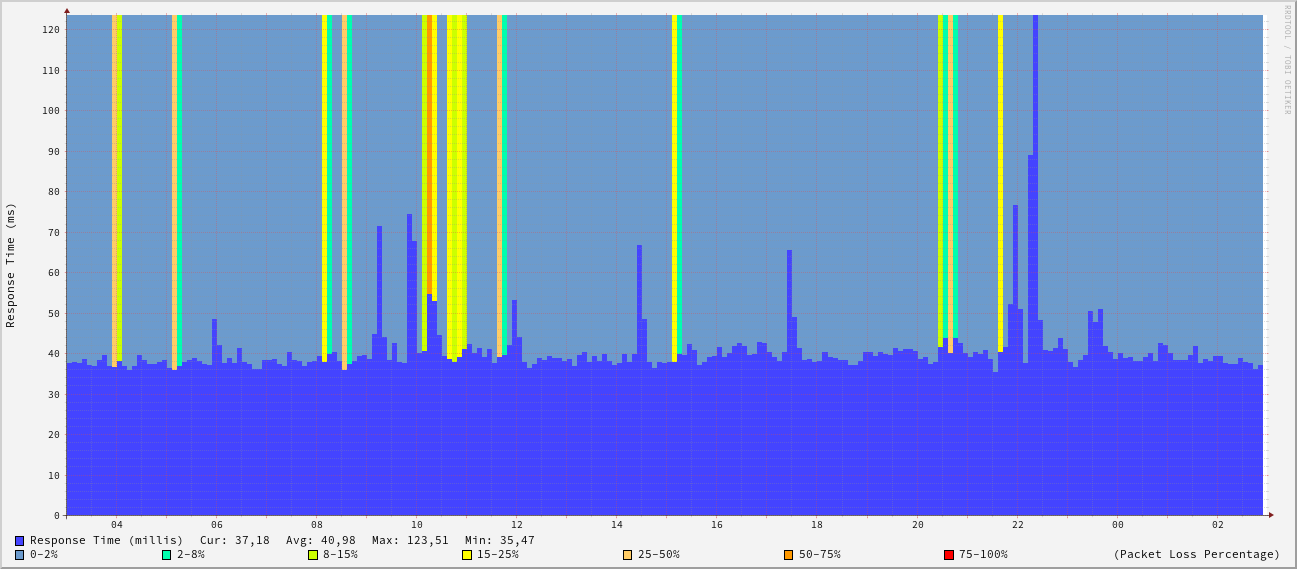 RRDTOOL / TOBI OETIKER
Response Time (ms)
120
110
100
90
80
70
60
50
40
30
20
10
0
04 06 08 10 12 14 16 18 20 22 00 02
Response Time (millis) Cur: 37,18 Avg: 40,98 Max: 123,51 Min: 35,47
0-2% 2-8% 8-15% 15-25% 25-50% 50-75% 75-100% (Packet Loss Percentage)